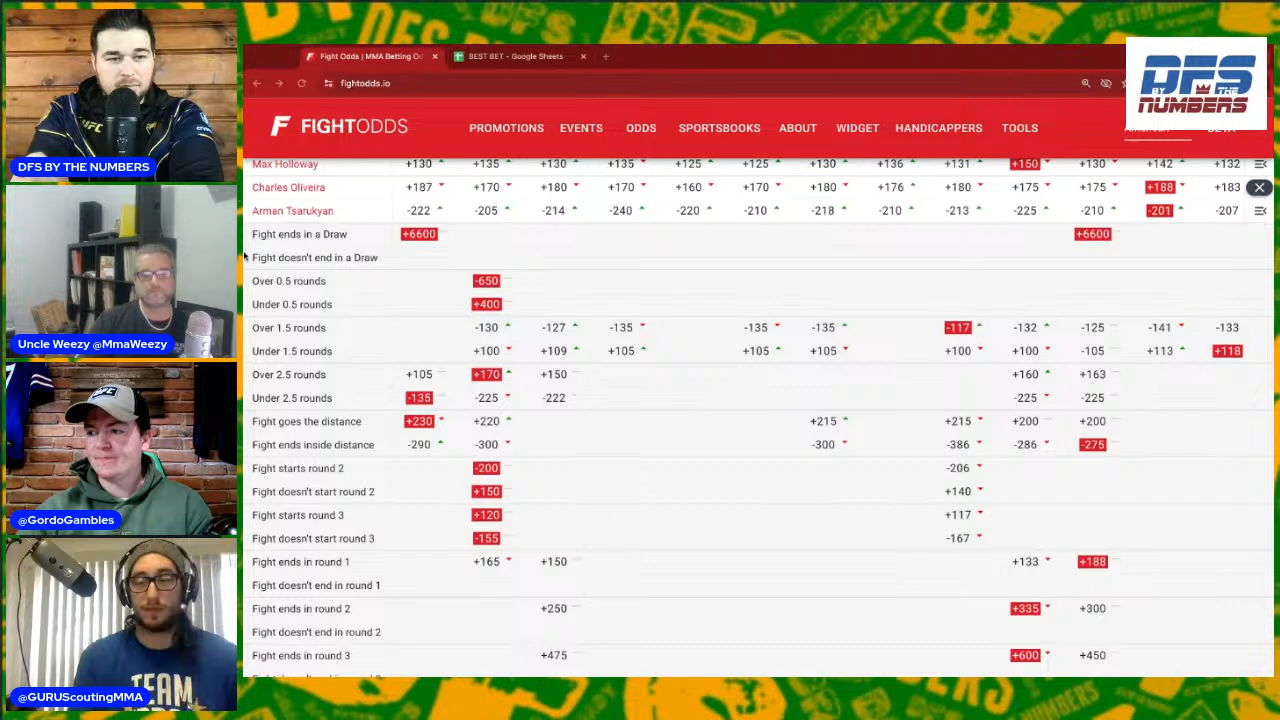 Fight Odds | MMA Betting Od
BEST BET - Google Sheets
fightodds.io
FIGHTODDS
PROMOTIONS EVENTS ODDS SPORTSBOOKS ABOUT WIDGET HANDICAPPERS TOOLS
DFS
BY THE
NUMBERS
Max Holloway +130 +135 +130 +135 +125 +125 +130 +136 +131 +150 +130 +142 +132
Charles Oliveira +187 +170 +180 +170 +160 +170 +180 +176 +180 +175 +175 +188 +183
Arman Tsarukyan -222 -205 -214 -240 -220 -210 -218 -210 -213 -225 -210 -201 -207
Fight ends in a Draw +6600 +6600
Fight doesn't end in a Draw
Over 0.5 rounds -650
Under 0.5 rounds +400
Over 1.5 rounds -130 -127 -135 -135 -135 -117 -132 -125 -141 -133
Under 1.5 rounds +100 +109 +105 +105 +105 +100 +100 -105 +113 +118
Over 2.5 rounds +105 +170 +150 +160 +163
Under 2.5 rounds -135 -225 -222 -225 -225
Fight goes the distance +230 +220 +215 +215 +200 +200
Fight ends inside distance -290 -300 -300 -386 -286 -275
Fight starts round 2 -200 -206
Fight doesn't start round 2 +150 +140
Fight starts round 3 +120 +117
Fight doesn't start round 3 -155 -167
Fight ends in round 1 +165 +150 +133 +188
Fight doesn't end in round 1
Fight ends in round 2 +250 +335 +300
Fight doesn't end in round 2
Fight ends in round 3 +475 +600 +450
UFC
DFS BY THE NUMBERS
Uncle Weezy @MmaWeezy
@GordoGambles
TEAM
@GURUScoutingMMA